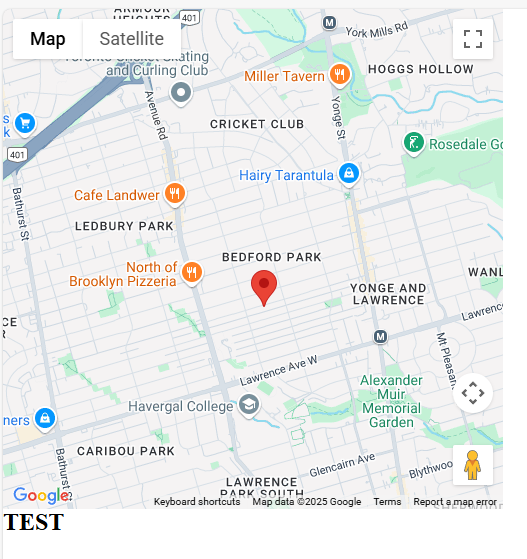 ARMOUR
HEIGHTS
401
York Mills Rd
Map
Satellite
Toronto Cricket Skating
and Curling Club
Miller Tavern
HOGGS HOLLOW
Avenue Rd
Yonge St
CRICKET CLUB
k
s
401
Rosedale Go
Hairy Tarantula
Bathurst St
Cafe Landwer
LEDBURY PARK
BEDFORD PARK
North of
Brooklyn Pizzeria
WANL
YONGE AND
LAWRENCE
CE
R
Lawrence
M
M
Mt Pleasan
Lawrence Ave W
Alexander
Muir
Memorial
Garden
Havergal College
ners
CARIBOU PARK
Bathurst St
Glencairn Ave
Blythwoo
LAWRENCE
PARK SOUTH
Google
Keyboard shortcuts
Map data ©2025 Google
Terms
Report a map error
TEST